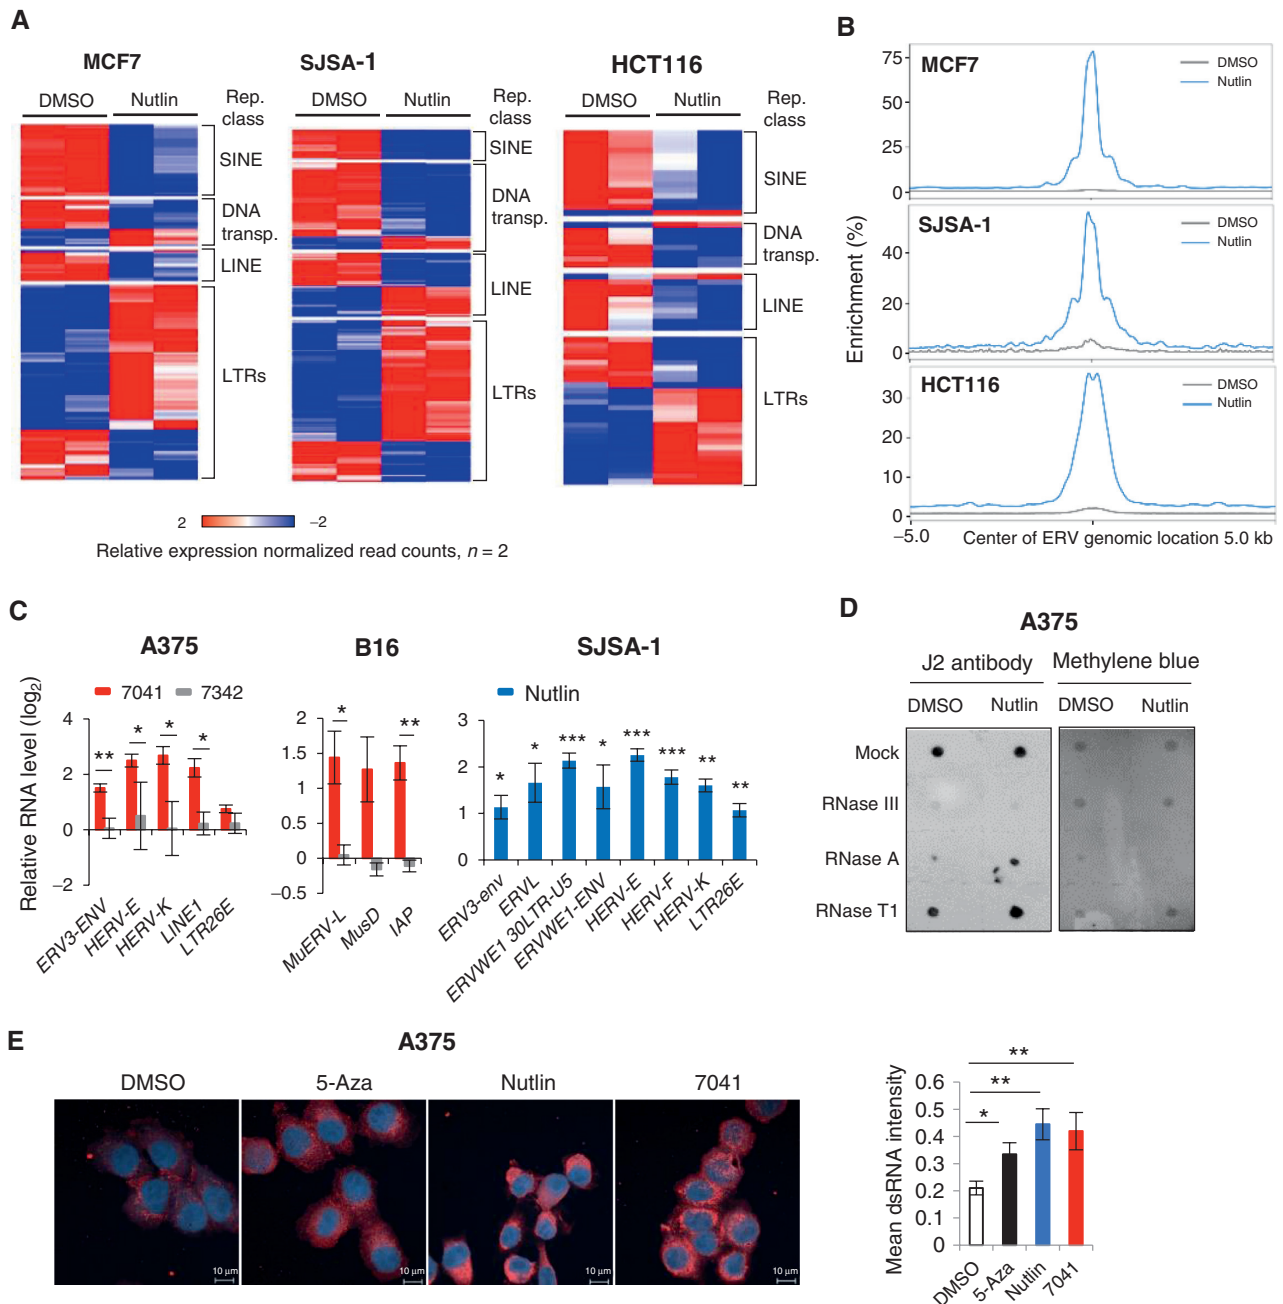 A
MCF7
SJSA-1
HCT116
DMSO Nutlin Rep. class
DMSO Nutlin Rep. class
DMSO Nutlin Rep. class
SINE
DNA transp.
LINE
LTRs
SINE
DNA transp.
LINE
LTRs
SINE
DNA transp.
LINE
LTRs
2 −2
Relative expression normalized read counts, n = 2
B
Enrichment (%)
MCF7
DMSO
Nutlin
75
50
25
0
SJSA-1
DMSO
Nutlin
40
20
0
HCT116
DMSO
Nutlin
30
20
10
0
−5.0 Center of ERV genomic location 5.0 kb
C
Relative RNA level (log2)
A375
7041 7342
4
2
0
−2
** * * *
ERV3-ENV
HERV-E
HERV-K
LINE1
LTR26E
B16
2
1.5
1
0.5
0
−0.5
* **
MuERV-L
MusD
IAP
SJSA-1
Nutlin
3
2
1
0
* * *** * *** *** ** **
ERV3-env
ERVL
ERVWE1 30LTR-U5
ERVWE1-ENV
HERV-E
HERV-F
HERV-K
LTR26E
D
A375
J2 antibody Methylene blue
DMSO Nutlin DMSO Nutlin
Mock
RNase III
RNase A
RNase T1
E
A375
DMSO 5-Aza Nutlin 7041
10 µm 10 µm 10 µm 10 µm
Mean dsRNA intensity
0.6
0.5
0.4
0.3
0.2
0.1
0
**
**
*
DMSO
5-Aza
Nutlin
7041